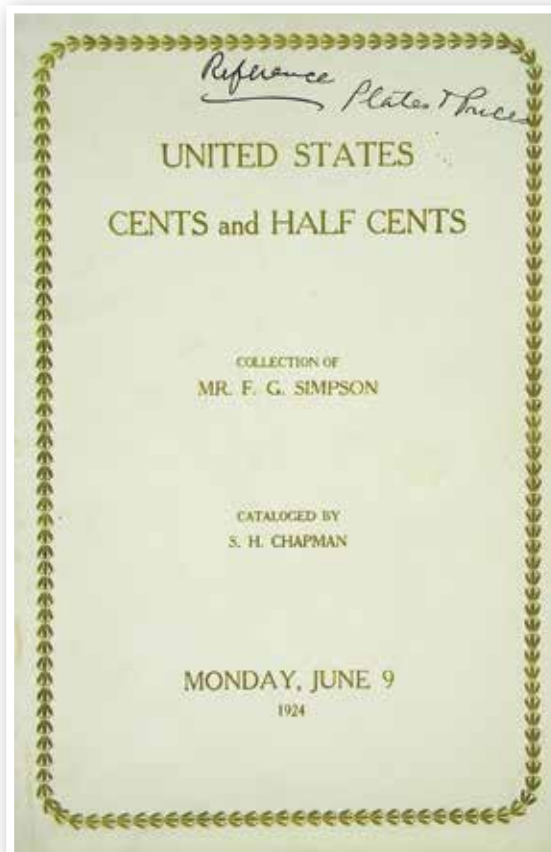 Reference
Plates & Prices
UNITED STATES
CENTS and HALF CENTS
COLLECTION OF
MR. F. G. SIMPSON
CATALOGED BY
S. H. CHAPMAN
MONDAY, JUNE 9
1924